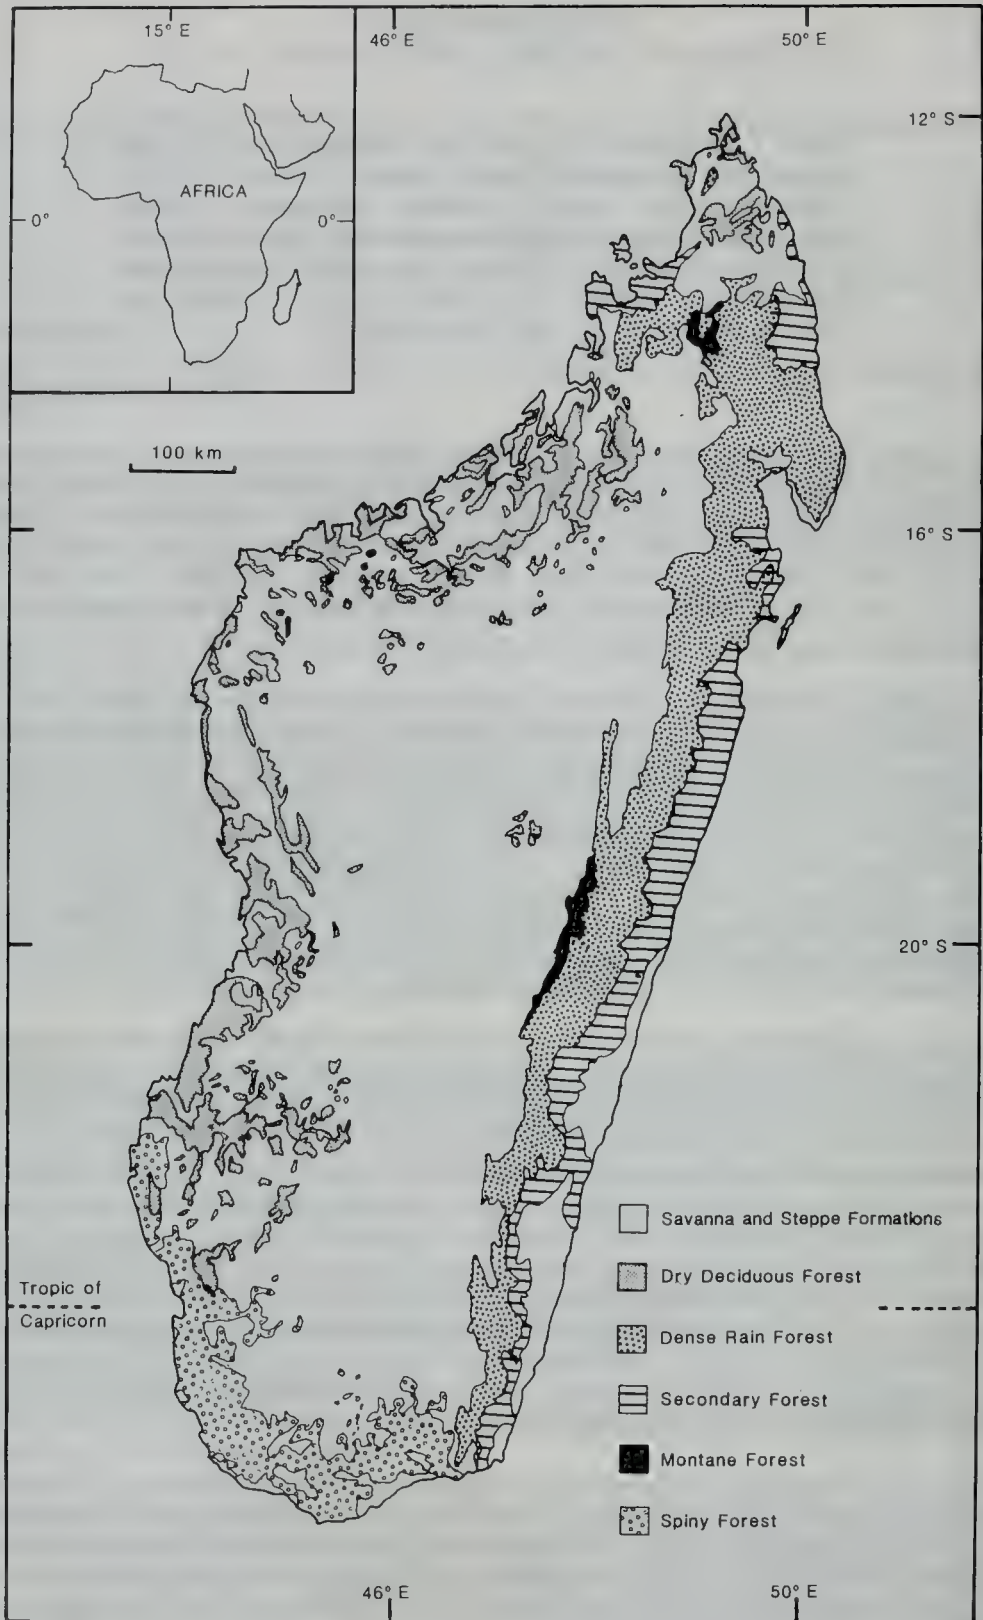 15° E
46° E
50° E
12° S
AFRICA
0°
0°
100 km
16° S
20° S
Savanna and Steppe Formations
Dry Deciduous Forest
Tropic of
Capricorn
Dense Rain Forest
Secondary Forest
Montane Forest
Spiny Forest
46° E
50° E